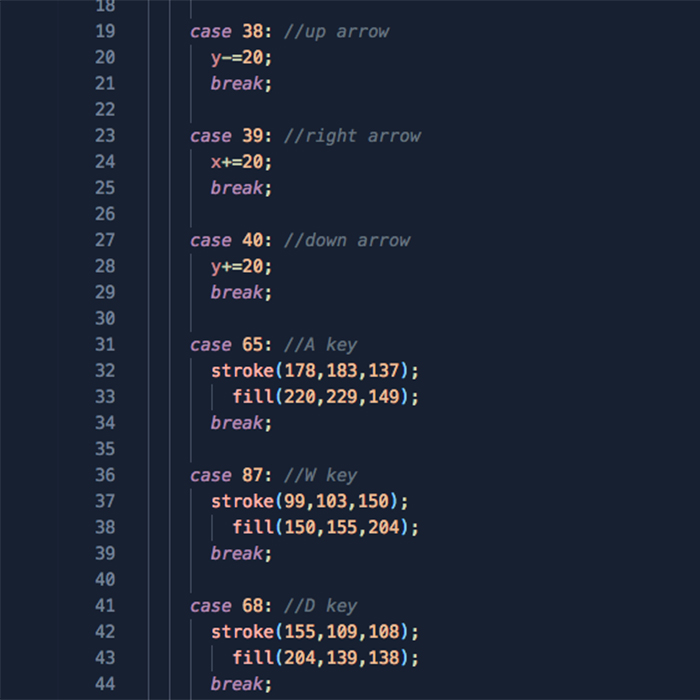 18
19 case 38: //up arrow
20 y-=20;
21 break;
22
23 case 39: //right arrow
24 x+=20;
25 break;
26
27 case 40: //down arrow
28 y+=20;
29 break;
30
31 case 65: //A key
32 stroke(178,183,137);
33 fill(220,229,149);
34 break;
35
36 case 87: //W key
37 stroke(99,103,150);
38 fill(150,155,204);
39 break;
40
41 case 68: //D key
42 stroke(155,109,108);
43 fill(204,139,138);
44 break;